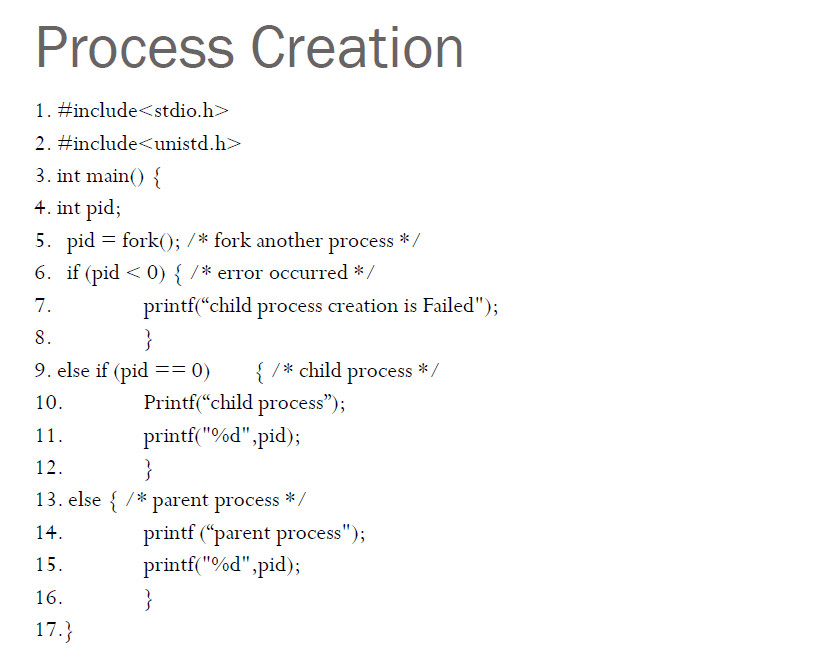 Process Creation
1. #include<stdio.h>
2. #include<unistd.h>
3. int main() {
4. int pid;
5. pid = fork(); /* fork another process */
6. if (pid < 0) { /* error occurred */
7. printf(“child process creation is Failed");
8. }
9. else if (pid == 0) { /* child process */
10. Printf(“child process”);
11. printf("%d",pid);
12. }
13. else { /* parent process */
14. printf (“parent process");
15. printf("%d",pid);
16. }
17.}